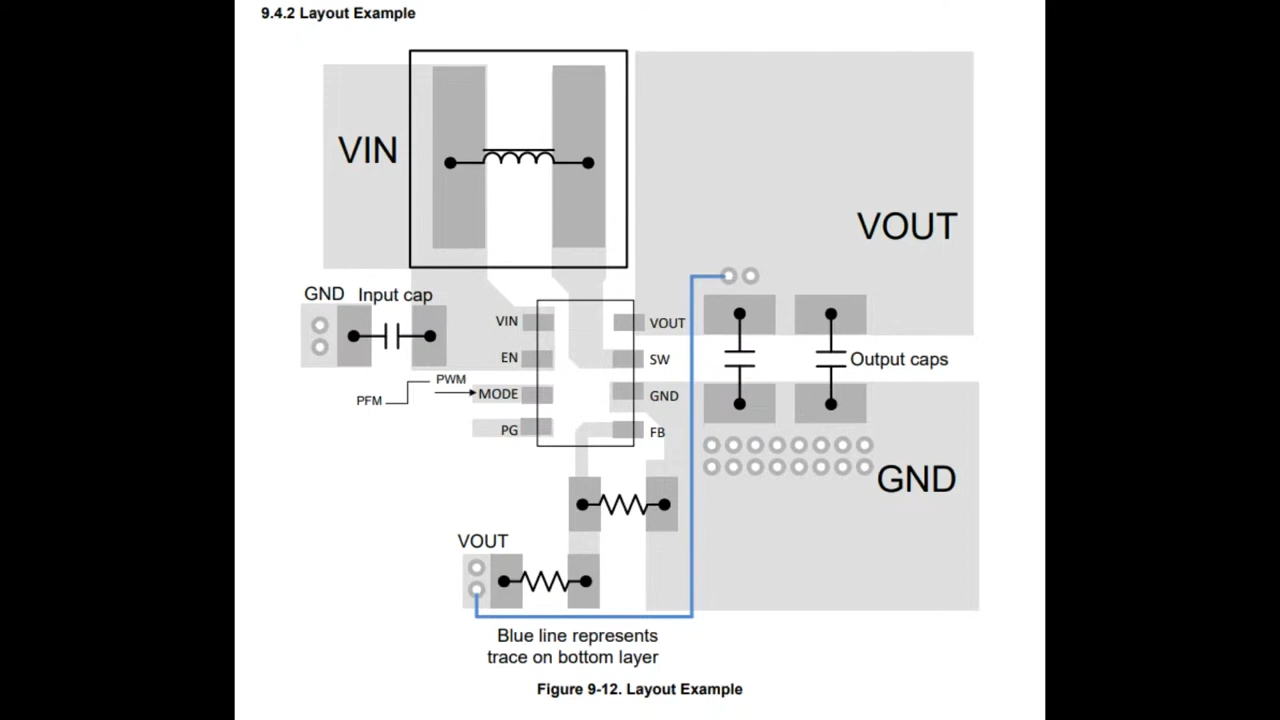 9.4.2 Layout Example
VIN
VOUT
GND
Input cap
VIN
VOUT
EN
SW
Output caps
PWM
MODE
GND
PFM
PG
FB
GND
VOUT
Blue line represents
trace on bottom layer
Figure 9-12. Layout Example